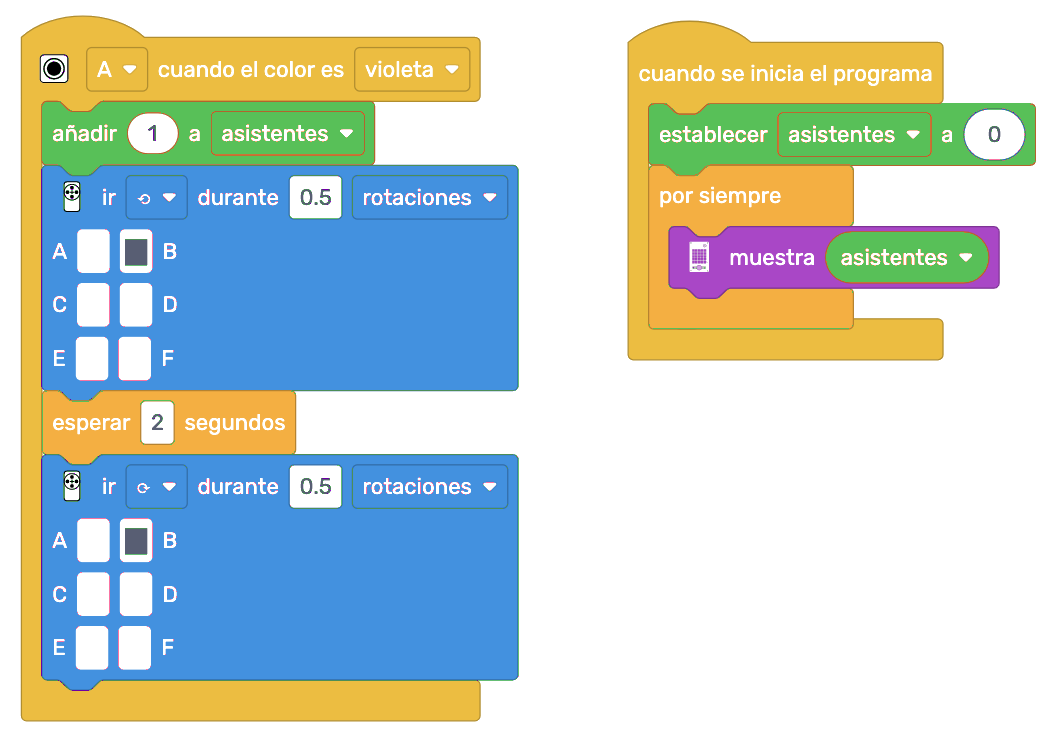 A cuando el color es violeta
añadir 1 a asistentes
ir durante 0.5 rotaciones
A B
C D
E F
esperar 2 segundos
ir durante 0.5 rotaciones
A B
C D
E F
cuando se inicia el programa
establecer asistentes a 0
por siempre
muestra asistentes